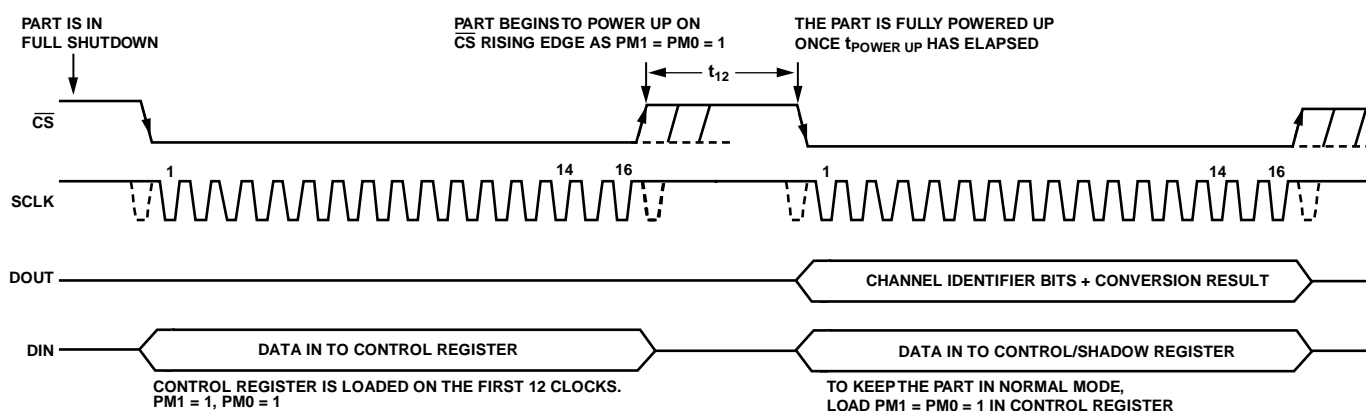 PART IS IN
FULL SHUTDOWN
PART BEGINS TO POWER UP ON
CS RISING EDGE AS PM1 = PM0 = 1
THE PART IS FULLY POWERED UP
ONCE tPOWER UP HAS ELAPSED
t12
CS
1 14 16 1 14 16
SCLK
DOUT
CHANNEL IDENTIFIER BITS + CONVERSION RESULT
DIN
DATA IN TO CONTROL REGISTER
DATA IN TO CONTROL/SHADOW REGISTER
CONTROL REGISTER IS LOADED ON THE FIRST 12 CLOCKS.
PM1 = 1, PM0 = 1
TO KEEP THE PART IN NORMAL MODE,
LOAD PM1 = PM0 = 1 IN CONTROL REGISTER